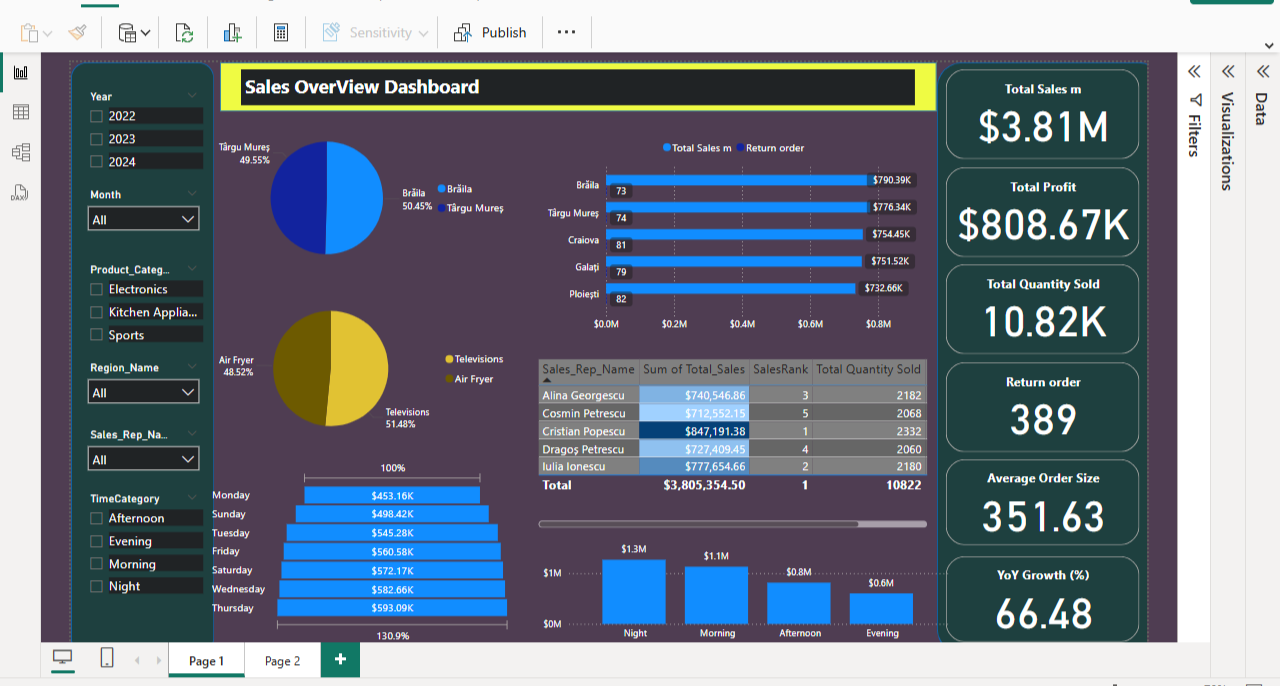 Sensitivity
Publish
Sales OverView Dashboard
Year
2022
2023
2024
Month
All
Product_Categ...
Electronics
Kitchen Applia...
Sports
Region_Name
All
Sales_Rep_Na...
All
TimeCategory
Afternoon
Evening
Morning
Night
Târgu Mureș
49.55%
Brăila
50.45%
Brăila
Târgu Mureș
Air Fryer
48.52%
Televisions
51.48%
Televisions
Air Fryer
100%
Monday $453.16K
Sunday $498.42K
Tuesday $545.28K
Friday $560.58K
Saturday $572.17K
Wednesday $582.66K
Thursday $593.09K
130.9%
Total Sales m Return order
Brăila $790.39K
73
Târgu Mureș $776.34K
74
Craiova $754.45K
81
Galați $751.52K
79
Ploiești $732.66K
82
$0.0M $0.2M $0.4M $0.6M $0.8M
Sales_Rep_Name Sum of Total_Sales SalesRank Total Quantity Sold
Alina Georgescu $740,546.86 3 2182
Cosmin Petrescu $712,552.15 5 2068
Cristian Popescu $847,191.38 1 2332
Dragoș Petrescu $727,409.45 4 2060
Iulia Ionescu $777,654.66 2 2180
Total $3,805,354.50 1 10822
$1.3M
$1.1M
$0.8M
$0.6M
$1M
$0M
Night Morning Afternoon Evening
Total Sales m
$3.81M
Total Profit
$808.67K
Total Quantity Sold
10.82K
Return order
389
Average Order Size
351.63
YoY Growth (%)
66.48
Filters
Visualizations
Data
Page 1
Page 2